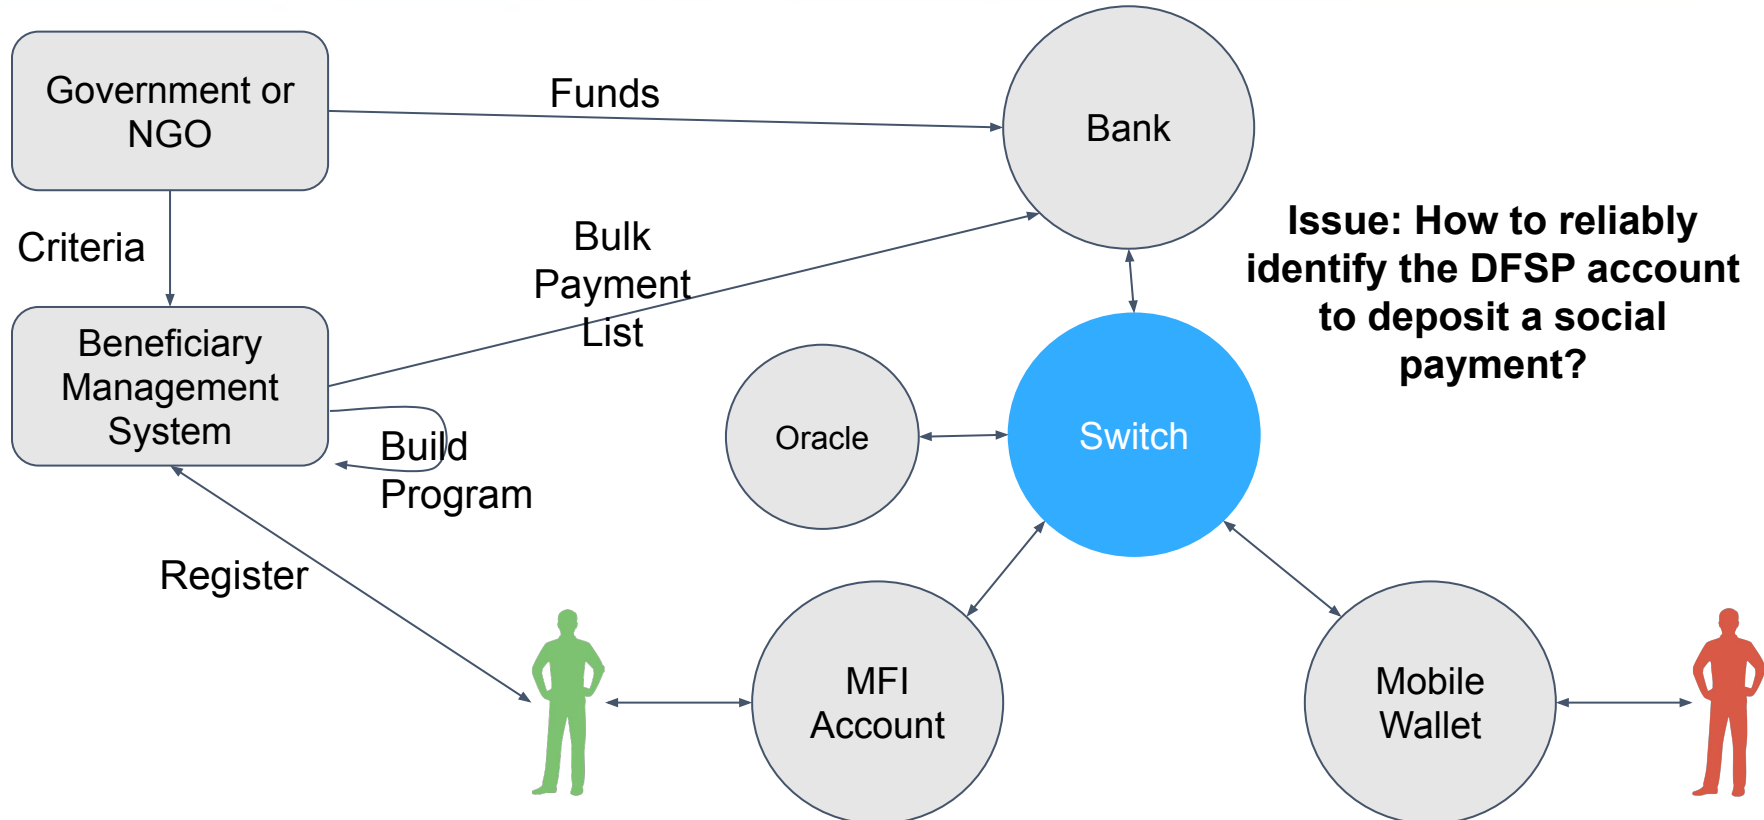 Government or
NGO
Funds
Bank
Criteria
Bulk
Payment
List
Issue: How to reliably
identify the DFSP account
to deposit a social
payment?
Beneficiary
Management
System
Build
Program
Oracle
Switch
Register
MFI
Account
Mobile
Wallet